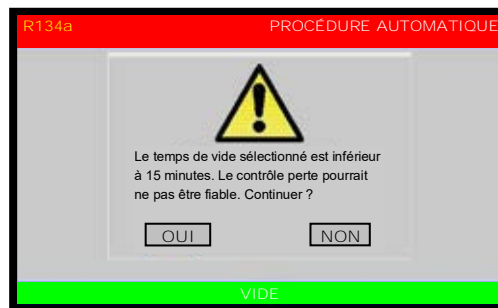 R134a PROCÉDURE AUTOMATIQUE
Le temps de vide sélectionné est inférieur
à 15 minutes. Le contrôle perte pourrait
ne pas être fiable. Continuer ?
OUI NON
VIDE